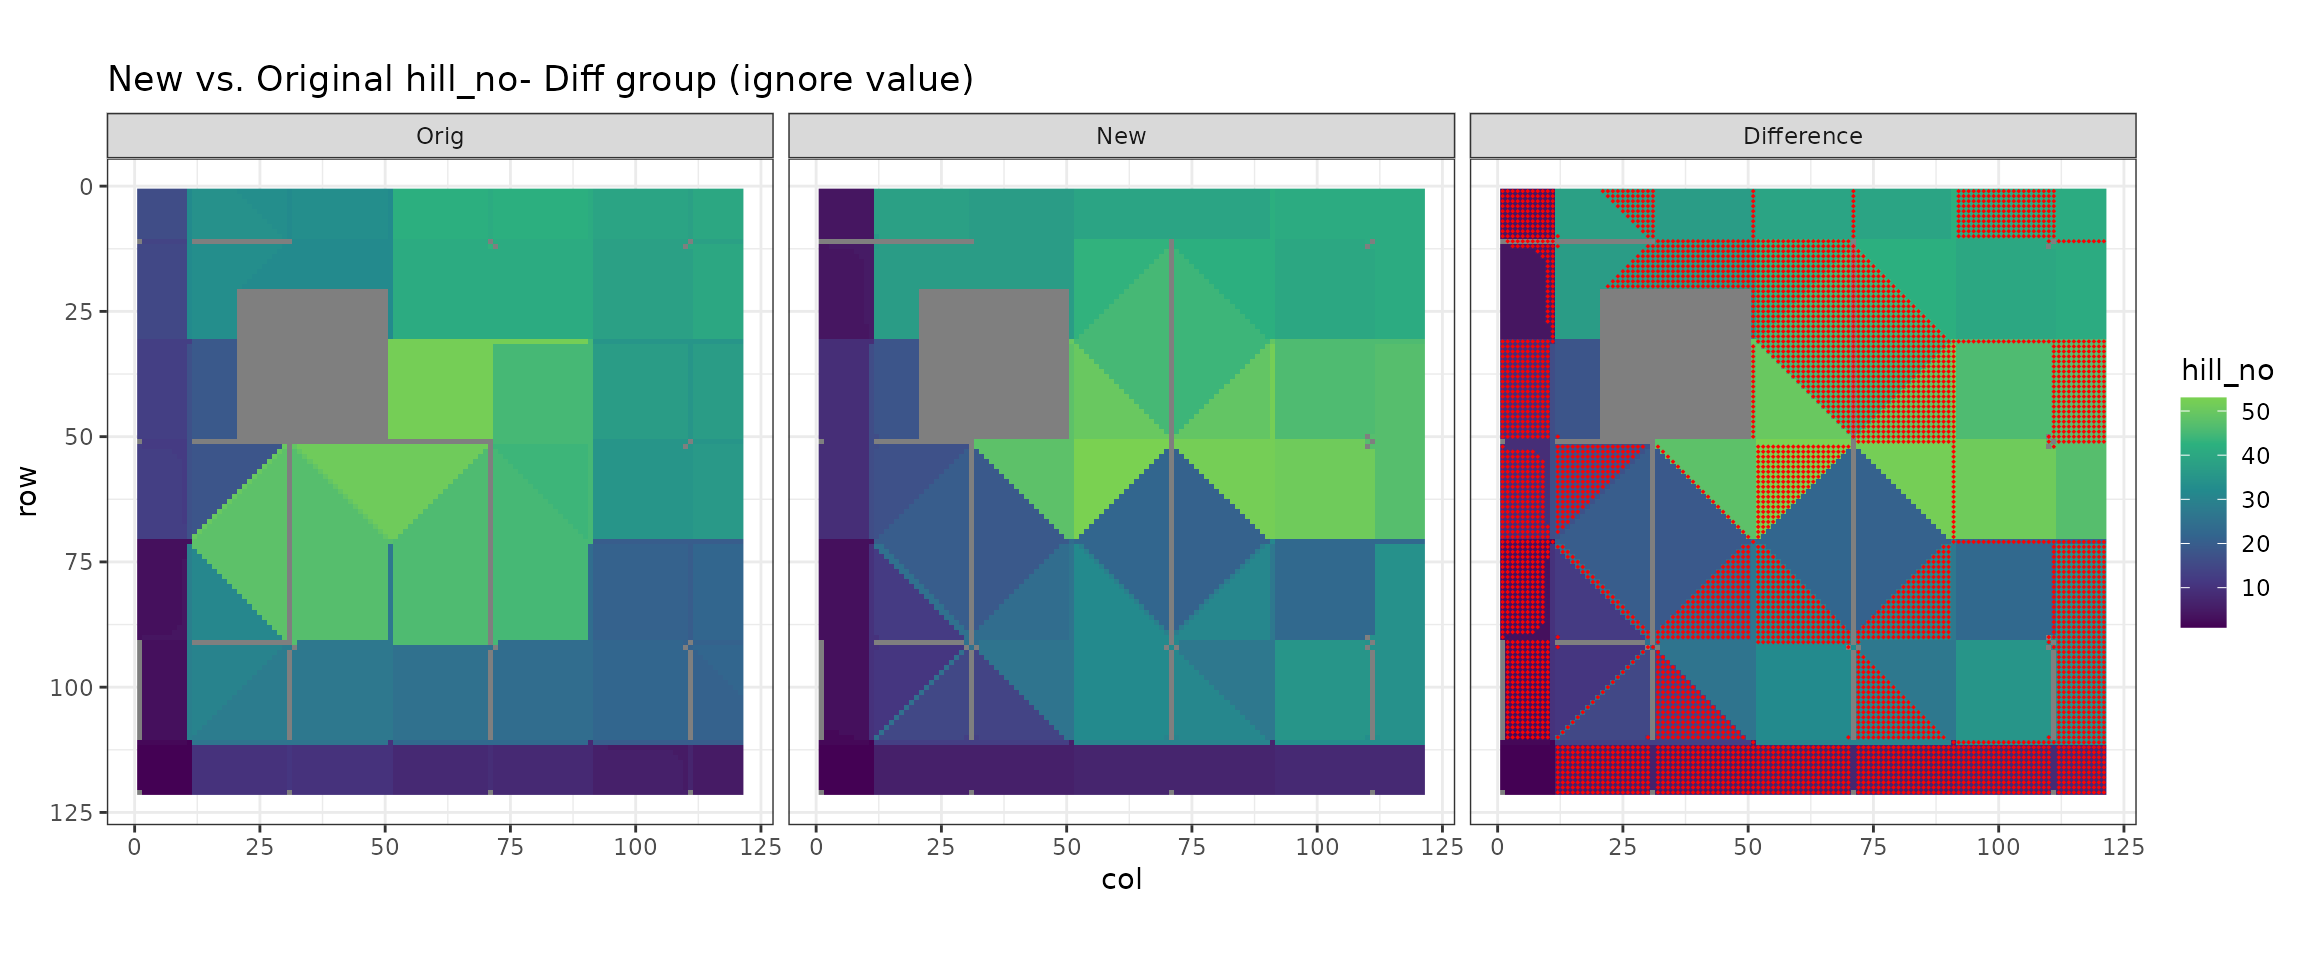 New vs. Original hill_no- Diff group (ignore value)
Orig New Difference
0
25
50
75
100
125
row
hill_no
50
40
30
20
10
0 25 50 75 100 125 0 25 50 75 100 125 0 25 50 75 100 125
col